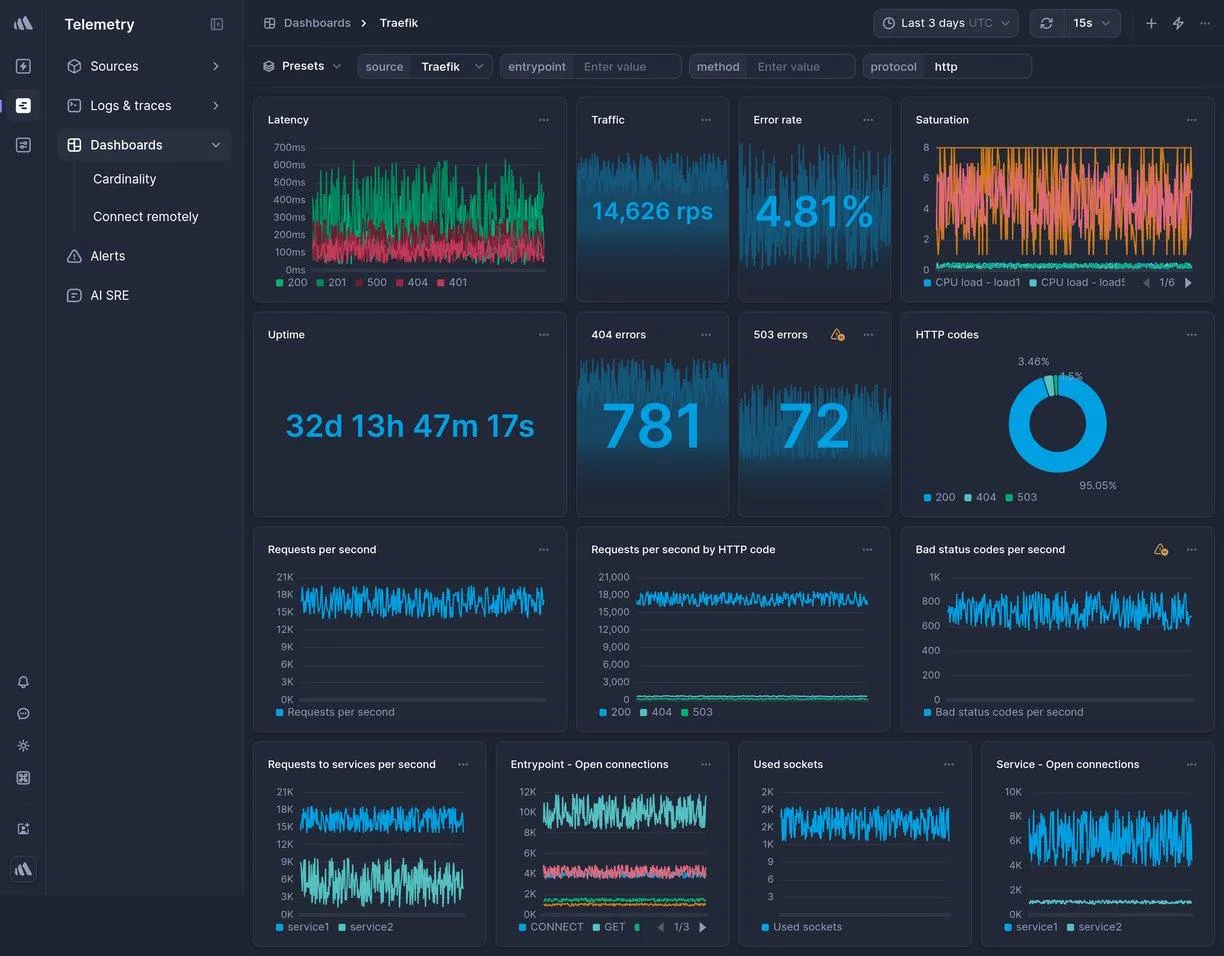 Telemetry
Sources
Logs & traces
Dashboards
Cardinality
Connect remotely
Alerts
AI SRE
Dashboards Traefik
Last 3 days UTC
15s
Presets
source Traefik
entrypoint Enter value
method Enter value
protocol http
Latency
700ms
600ms
500ms
400ms
300ms
200ms
100ms
0ms
200 201 500 404 401
Traffic
14,626 rps
Error rate
4.81%
Saturation
8
6
4
2
0
CPU load - load1 CPU load - load5 1/6
Uptime
32d 13h 47m 17s
404 errors
781
503 errors
72
HTTP codes
3.46%
1.5%
95.05%
200 404 503
Requests per second
21K
18K
15K
12K
9K
6K
3K
0K
Requests per second
Requests per second by HTTP code
21,000
18,000
15,000
12,000
9,000
6,000
3,000
0
200 404 503
Bad status codes per second
1K
800
600
400
200
0
Bad status codes per second
Requests to services per second
21K
18K
15K
12K
9K
6K
3K
0K
service1 service2
Entrypoint - Open connections
12K
10K
8K
6K
4K
2K
0K
CONNECT GET 1/3
Used sockets
2K
2K
2K
1K
9
6
3
Used sockets
Service - Open connections
10K
8K
6K
4K
2K
0K
service1 service2